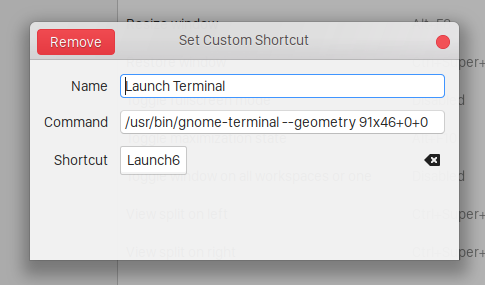 Resize window
Alt+F8
Remove
Set Custom Shortcut
Name
Launch Terminal
Command
/usr/bin/gnome-terminal --geometry 91x46+0+0
Shortcut
Launch6
View split on left
View split on right